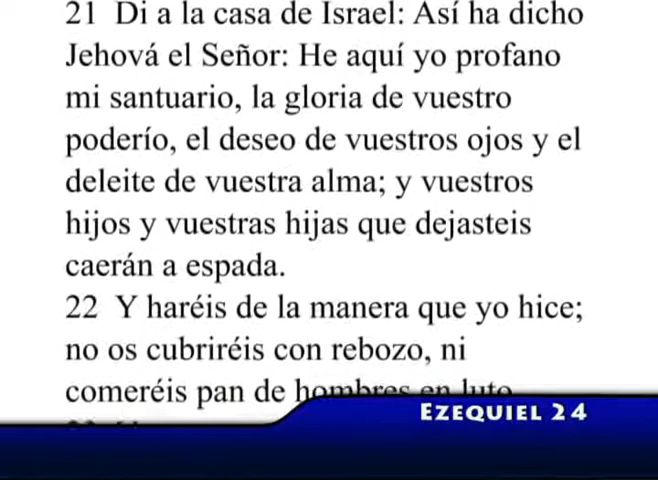 21 Di a la casa de Israel: Así ha dicho
Jehová el Señor: He aquí yo profano
mi santuario, la gloria de vuestro
poderío, el deseo de vuestros ojos y el
deleite de vuestra alma; y vuestros
hijos y vuestras hijas que dejasteis
caerán a espada.
22 Y haréis de la manera que yo hice;
no os cubriréis con rebozo, ni
comeréis pan de hombres en luto
EZEQUIEL 24